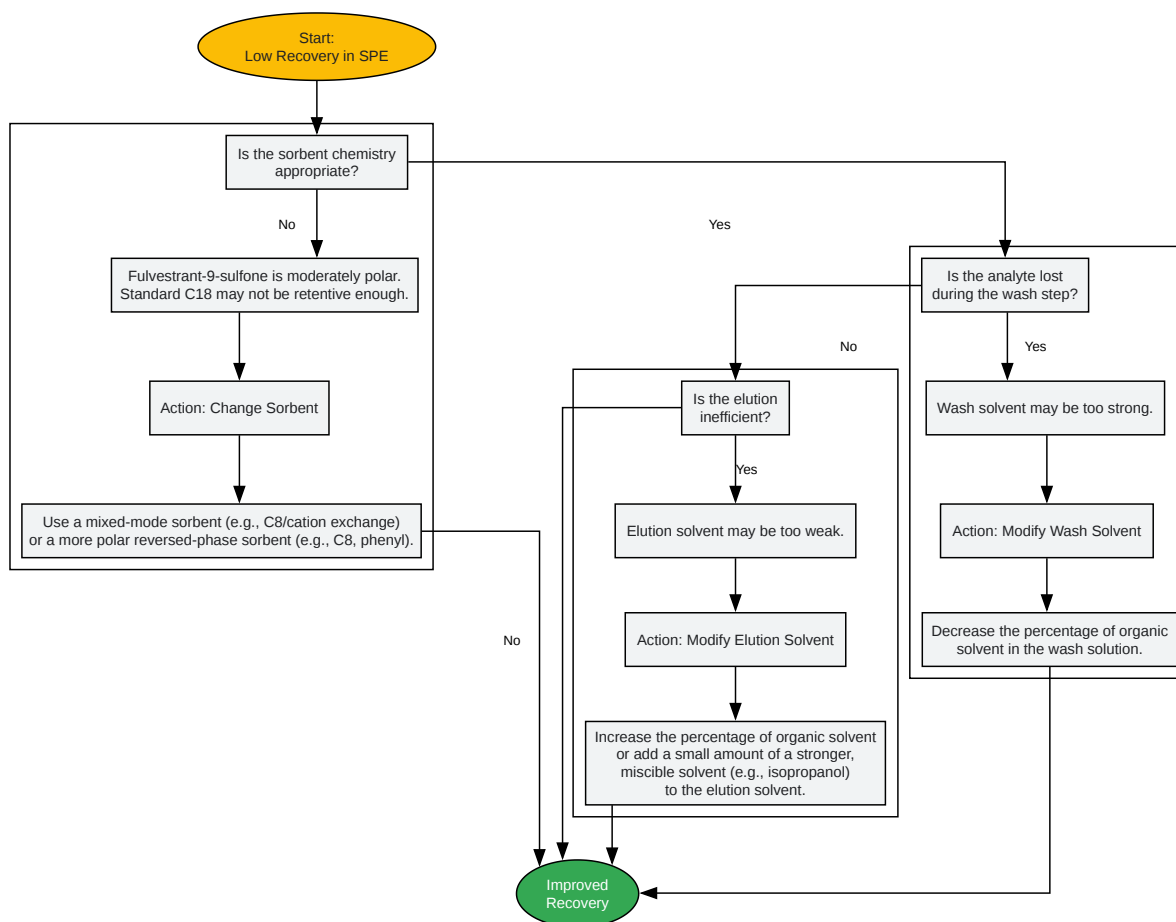 Start:
Low Recovery in SPE
Is the sorbent chemistry
appropriate?
No
Yes
Fulvestrant-9-sulfone is moderately polar.
Standard C18 may not be retentive enough.
Is the analyte lost
during the wash step?
No
Yes
Action: Change Sorbent
Is the elution
inefficient?
Wash solvent may be too strong.
Yes
Use a mixed-mode sorbent (e.g., C8/cation exchange)
or a more polar reversed-phase sorbent (e.g., C8, phenyl).
Elution solvent may be too weak.
Action: Modify Wash Solvent
No
Action: Modify Elution Solvent
Decrease the percentage of organic
solvent in the wash solution.
Increase the percentage of organic solvent
or add a small amount of a stronger,
miscible solvent (e.g., isopropanol)
to the elution solvent.
Improved
Recovery